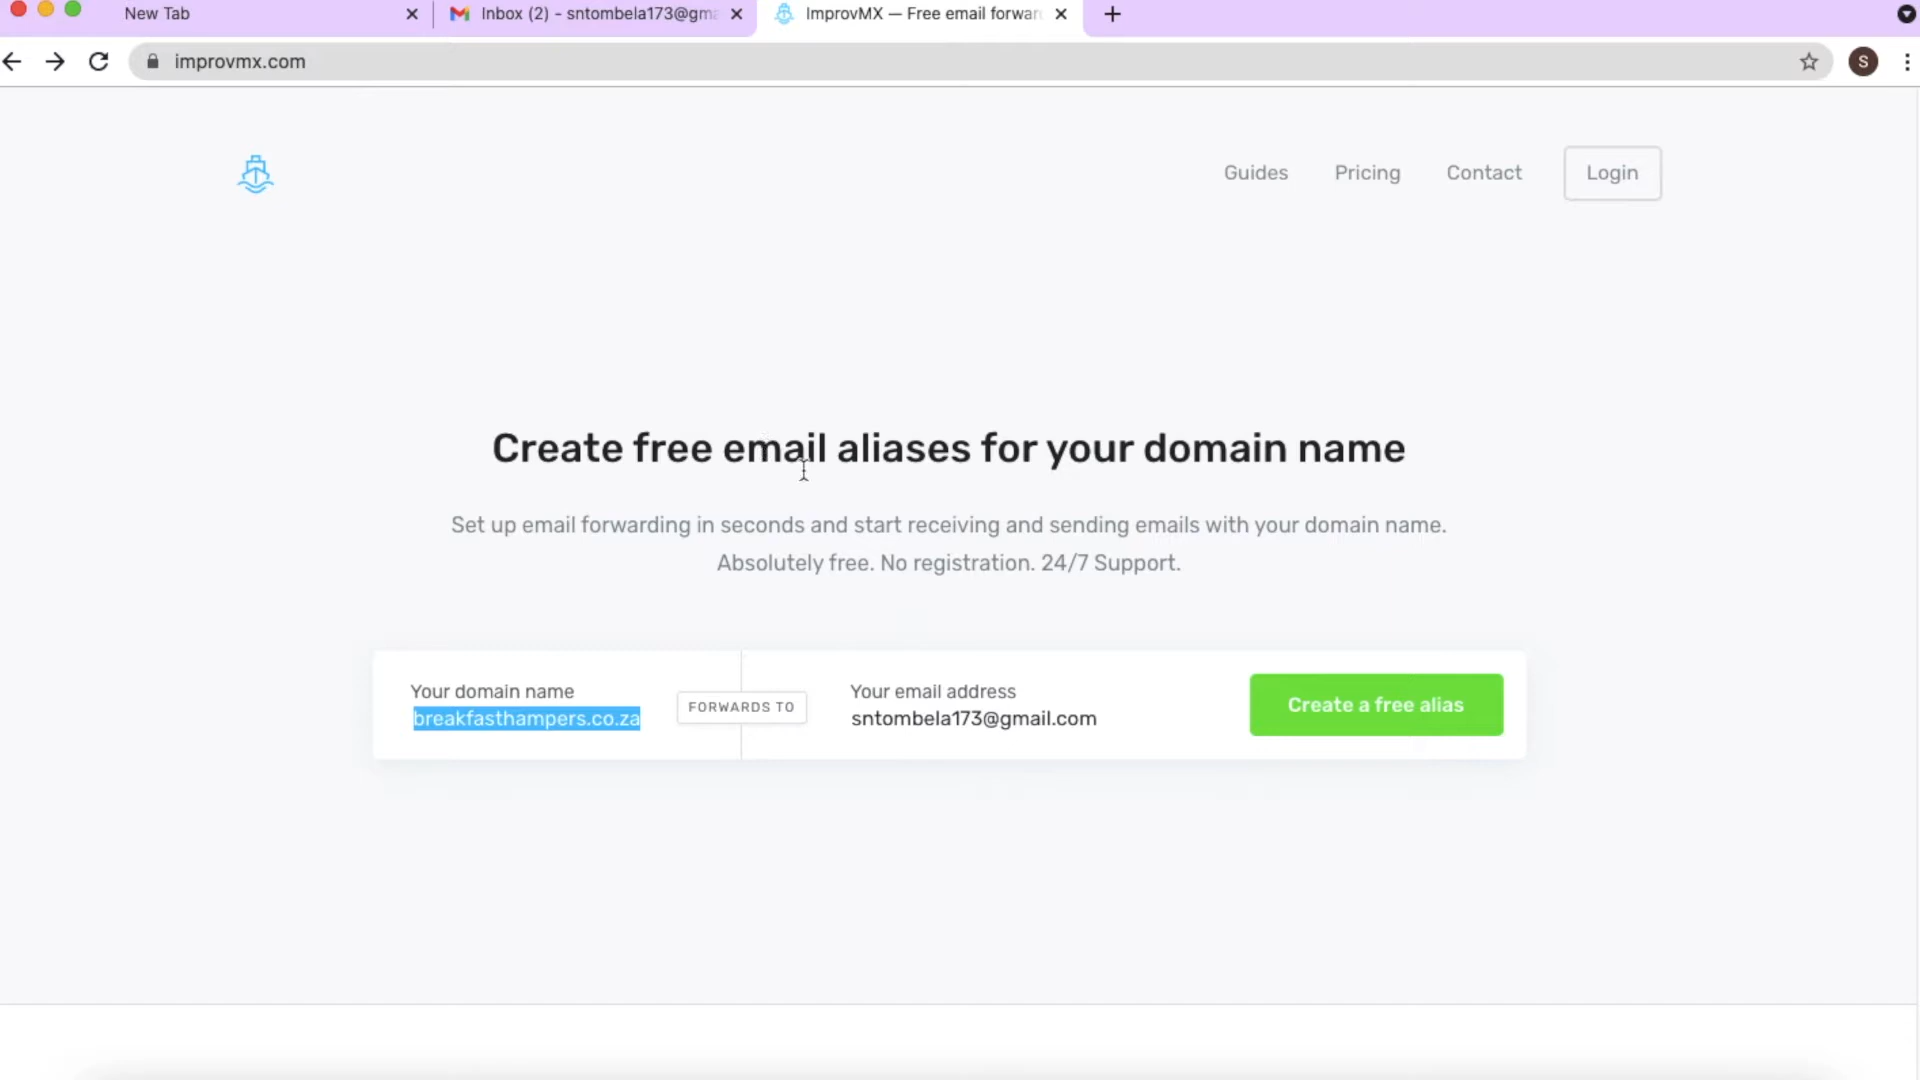 New Tab
Inbox (2) - sntombela173@gma
ImprovMX — Free email forwar
improvmx.com
S
Guides
Pricing
Contact
Login
Create free email aliases for your domain name
Set up email forwarding in seconds and start receiving and sending emails with your domain name.
Absolutely free. No registration. 24/7 Support.
Your domain name
breakfasthampers.co.za
FORWARDS TO
Your email address
sntombela173@gmail.com
Create a free alias